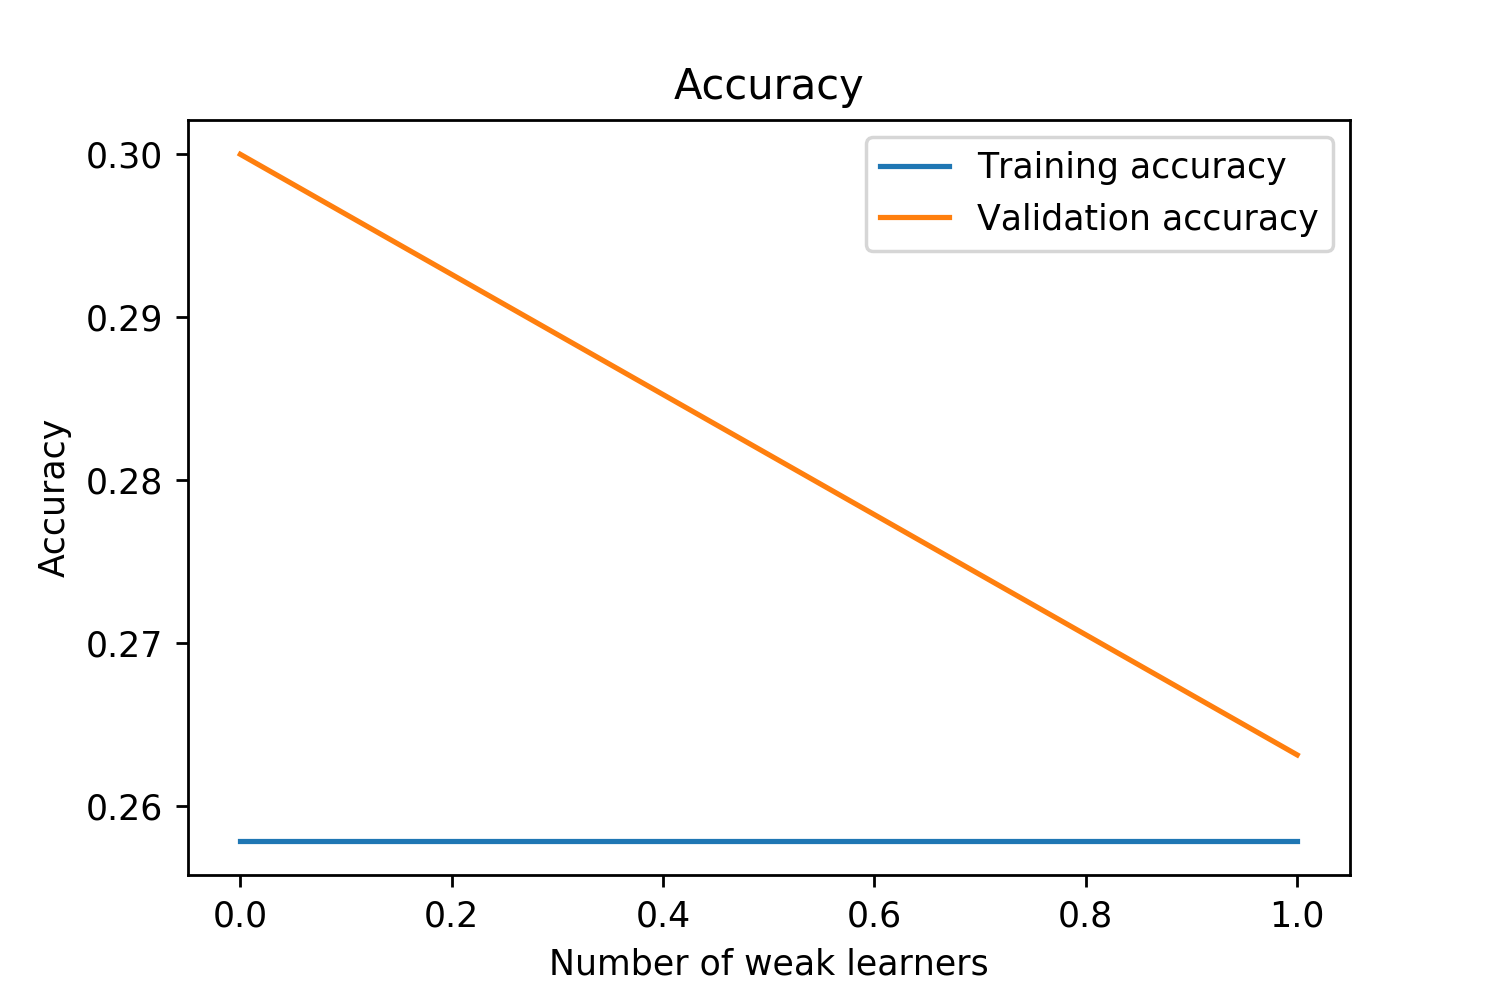 Accuracy
Training accuracy
Validation accuracy
0.30
0.29
0.28
0.27
0.26
Accuracy
0.0 0.2 0.4 0.6 0.8 1.0
Number of weak learners